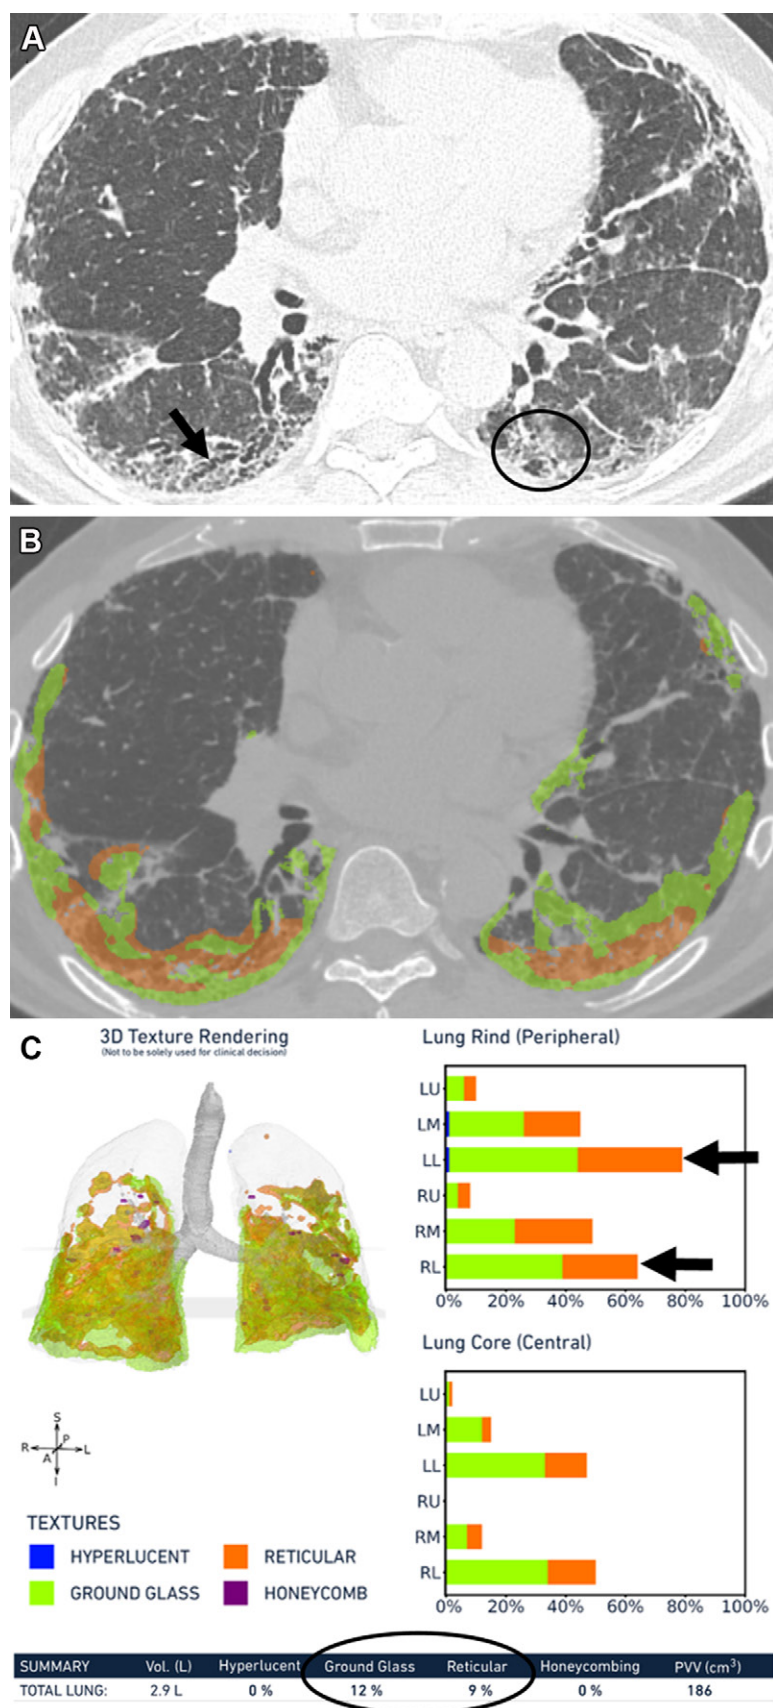 A
B
C
3D Texture Rendering
(Not to be solely used for clinical decision)
S
P
R
L
A
I
TEXTURES
HYPERLUCENT
RETICULAR
GROUND GLASS
HONEYCOMB
Lung Rind (Peripheral)
LU
LM
LL
RU
RM
RL
0% 20% 40% 60% 80% 100%
Lung Core (Central)
LU
LM
LL
RU
RM
RL
0% 20% 40% 60% 80% 100%
SUMMARY Vol. (L) Hyperlucent Ground Glass Reticular Honeycombing PVV (cm³)
TOTAL LUNG: 2.9 L 0 % 12 % 9 % 0 % 186